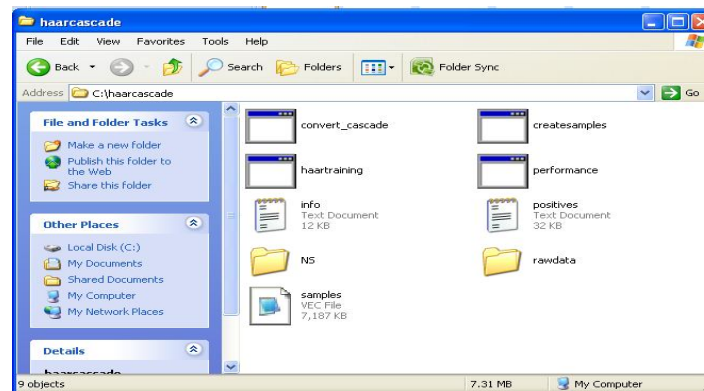 haarcascade
File Edit View Favorites Tools Help
Back Search Folders Folder Sync
Address C:\haarcascade Go
File and Folder Tasks
Make a new folder
Publish this folder to
the Web
Share this folder
Other Places
Local Disk (C:)
My Documents
Shared Documents
My Computer
My Network Places
Details
haarcascade
convert_cascade
createsamples
haartraining
performance
info
Text Document
12 KB
positives
Text Document
32 KB
NS
rawdata
samples
VEC File
7,187 KB
9 objects 7.31 MB My Computer